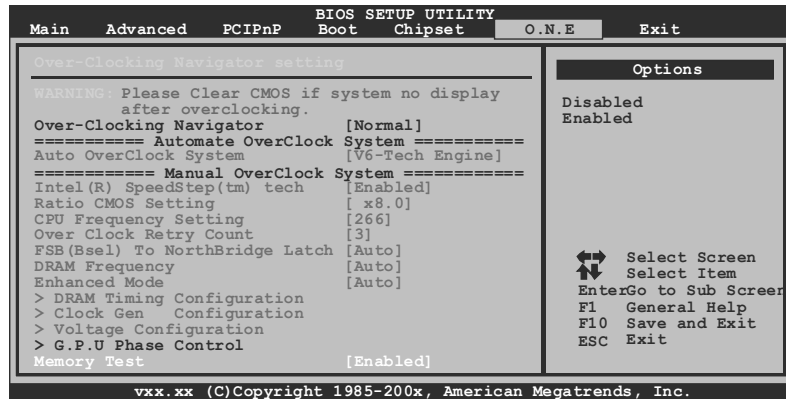 BIOS SETUP UTILITY
Main Advanced PCIPnP Boot Chipset O.N.E Exit
Over-Clocking Navigator setting
WARNING: Please Clear CMOS if system no display
after overclocking.
Over-Clocking Navigator [Normal]
=========== Automate OverClock System ===========
Auto OverClock System [V6-Tech Engine]
============ Manual OverClock System ============
Intel(R) SpeedStep(tm) tech [Enabled]
Ratio CMOS Setting [ x8.0]
CPU Frequency Setting [266]
Over Clock Retry Count [3]
FSB(Bsel) To NorthBridge Latch [Auto]
DRAM Frequency [Auto]
Enhanced Mode [Auto]
> DRAM Timing Configuration
> Clock Gen Configuration
> Voltage Configuration
> G.P.U Phase Control
Memory Test [Enabled]
Options
Disabled
Enabled
Select Screen
Select Item
EnterGo to Sub Screen
F1 General Help
F10 Save and Exit
ESC Exit
vxx.xx (C)Copyright 1985-200x, American Megatrends, Inc.